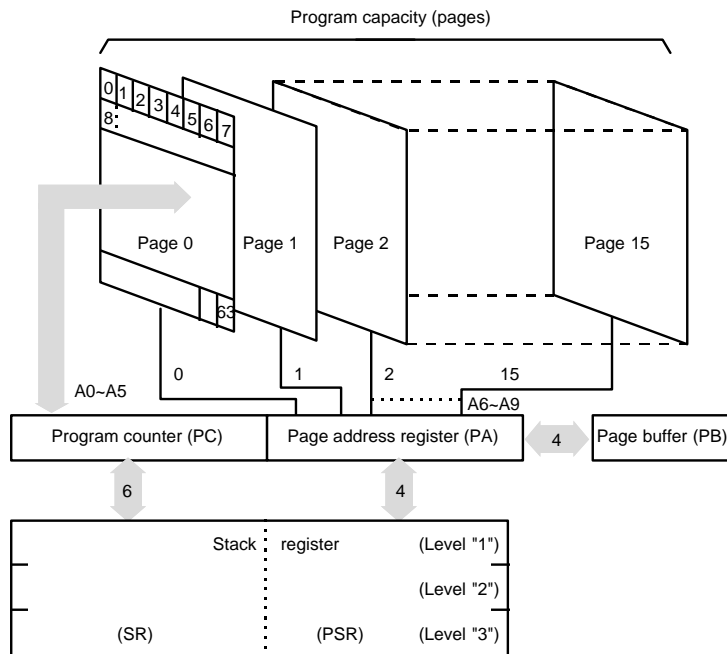 Program capacity (pages)
0 1 2 3 4 5 6 7
8
Page 0
Page 1
Page 2
Page 15
63
0
1
2
15
A0~A5
A6~A9
Program counter (PC)
Page address register (PA)
4
Page buffer (PB)
6
4
Stack register (Level "1")
(Level "2")
(SR) (PSR) (Level "3")